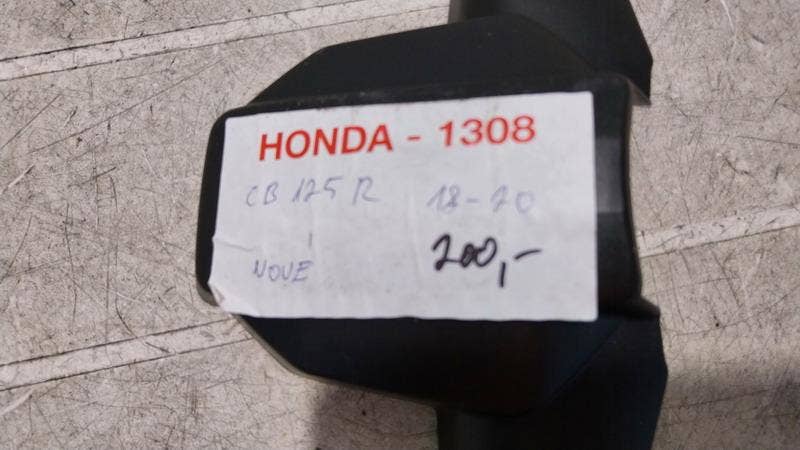 HONDA - 1308
CB 125 R 18-20
NOVE 200,-